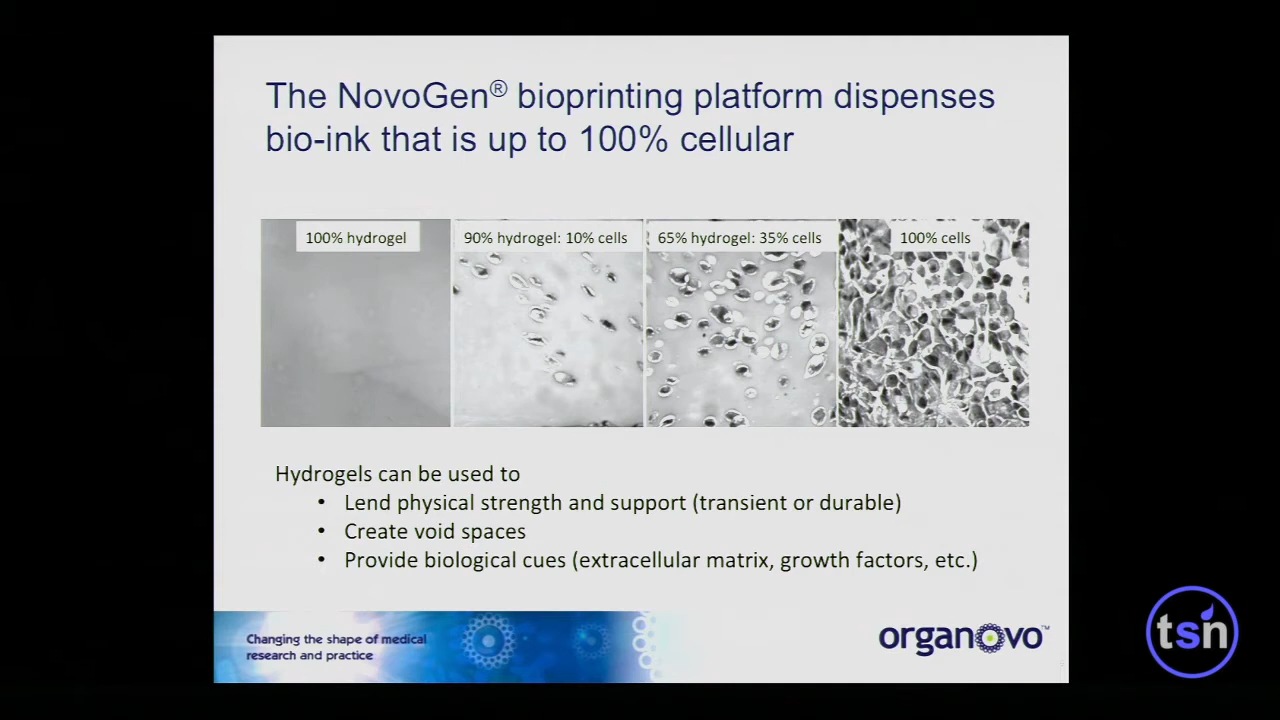 The NovoGen® bioprinting platform dispenses
bio-ink that is up to 100% cellular
100% hydrogel
90% hydrogel: 10% cells
65% hydrogel: 35% cells
100% cells
Hydrogels can be used to
• Lend physical strength and support (transient or durable)
• Create void spaces
• Provide biological cues (extracellular matrix, growth factors, etc.)
Changing the shape of medical
research and practice
organovo™
tsn